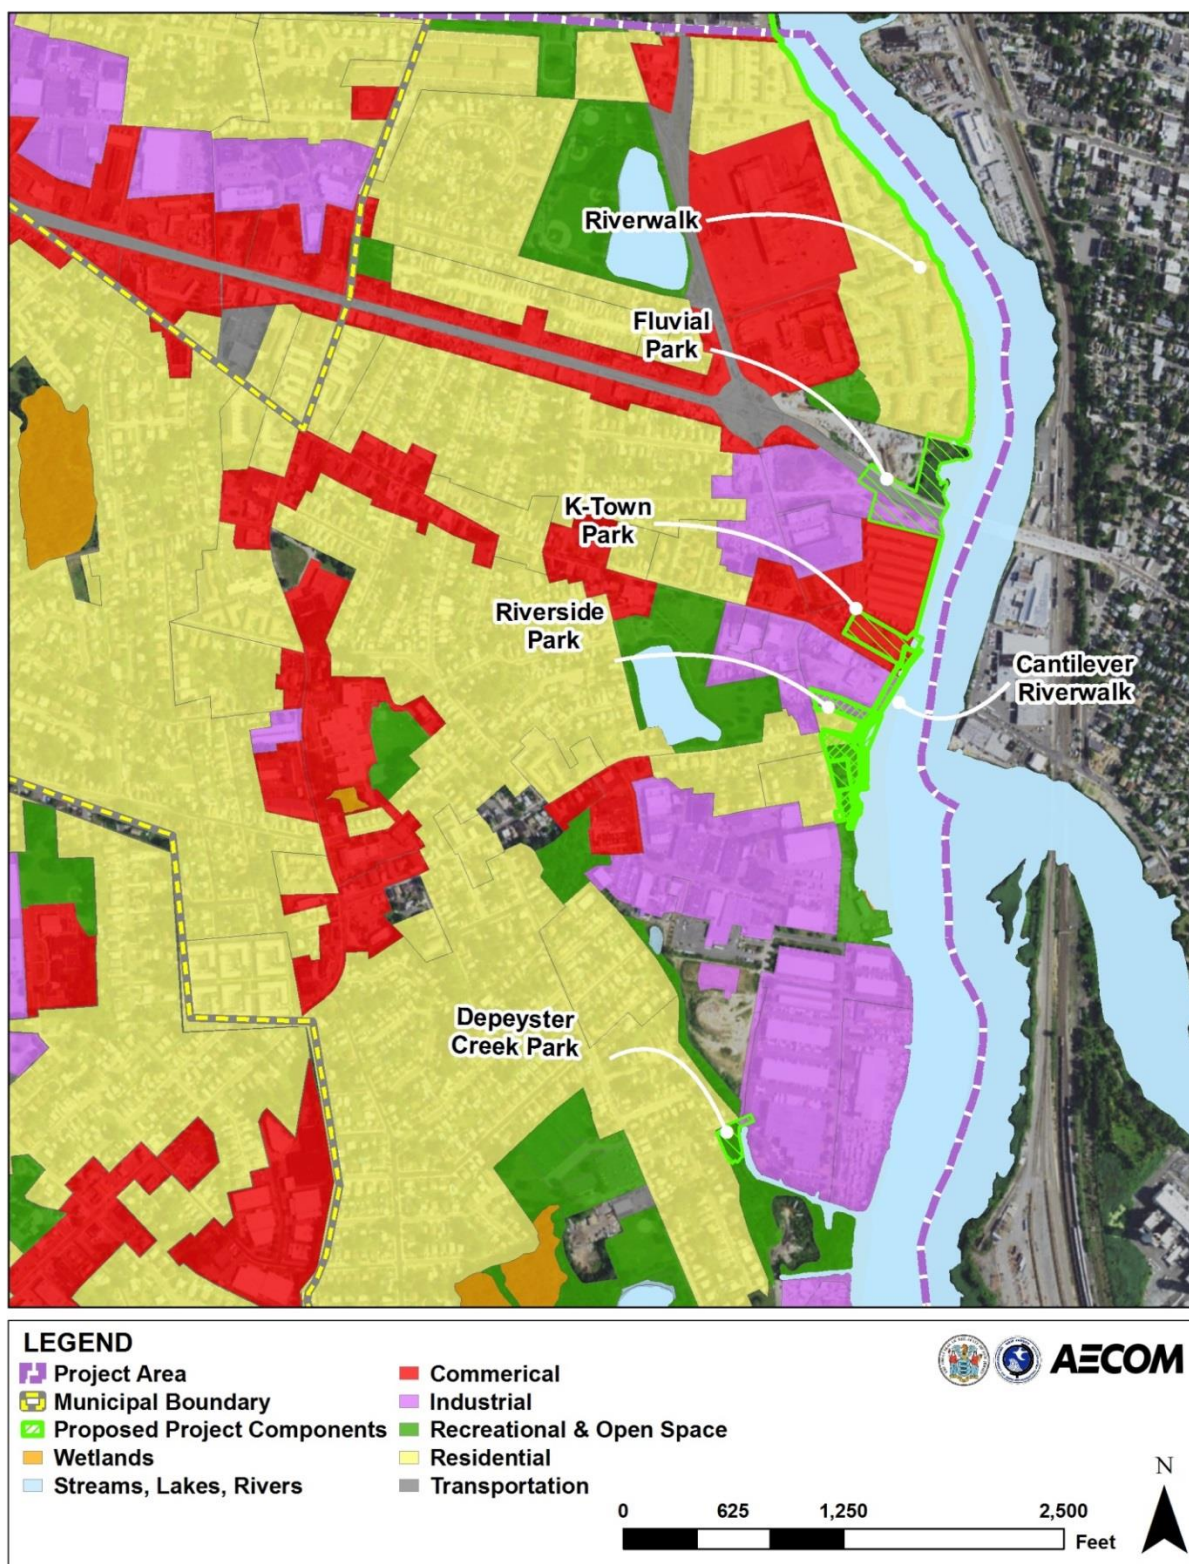 Riverwalk
Fluvial
Park
K-Town
Park
Riverside
Park
Cantilever
Riverwalk
Depeyster
Creek Park
LEGEND
Project Area
Municipal Boundary
Proposed Project Components
Wetlands
Streams, Lakes, Rivers
Commerical
Industrial
Recreational & Open Space
Residential
Transportation
AECOM
N
0 625 1,250 2,500
Feet